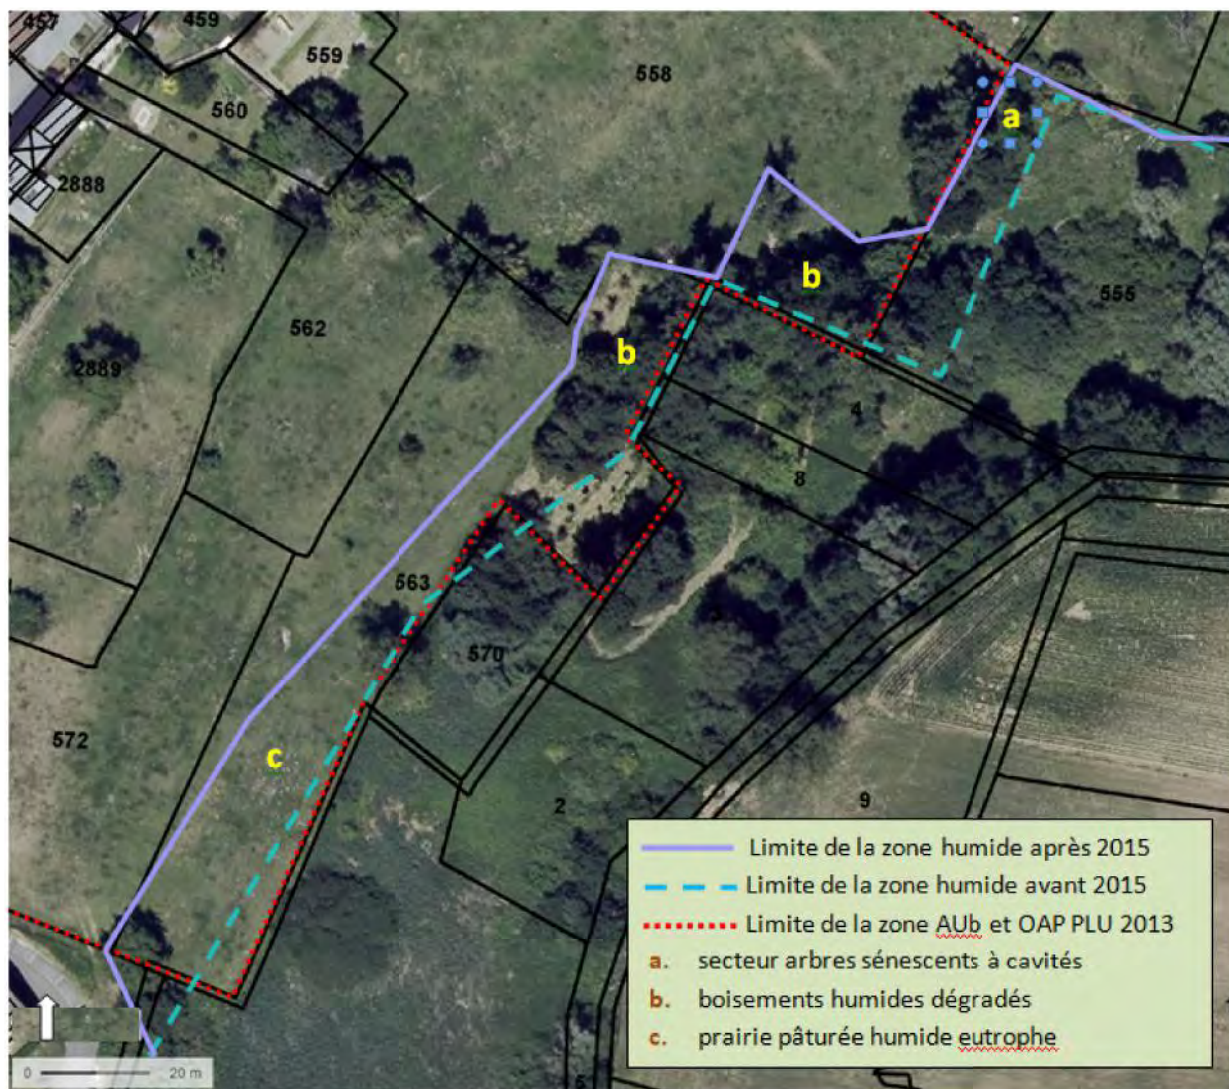 457
459
559
558
560
a
2888
b
555
562
b
2889
4
8
563
570
572
c
2
9
Limite de la zone humide après 2015
Limite de la zone humide avant 2015
Limite de la zone AUb et OAP PLU 2013
a. secteur arbres sénescents à cavités
b. boisements humides dégradés
c. prairie pâturée humide eutrophe
0 20 m